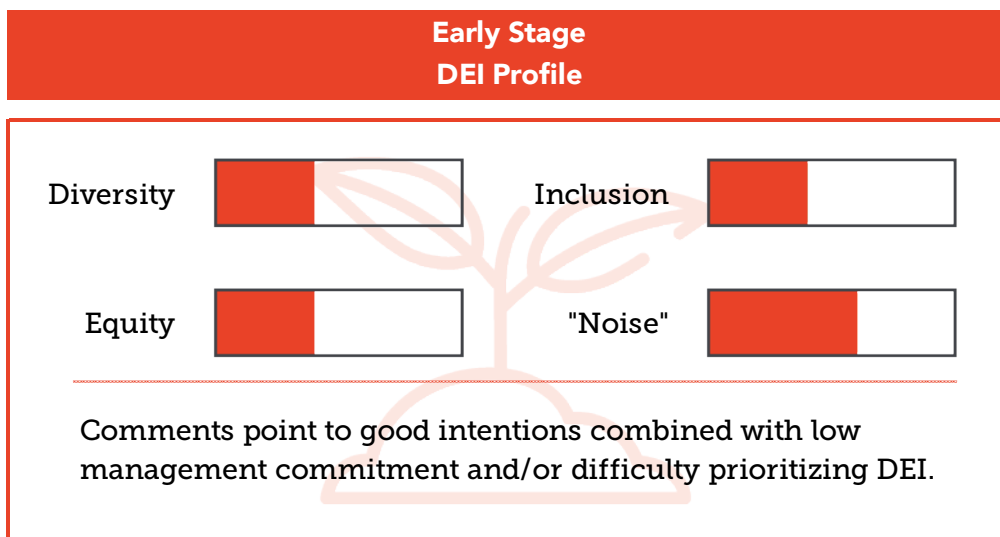 Early Stage
DEI Profile
Diversity
Inclusion
Equity
"Noise"
Comments point to good intentions combined with low
management commitment and/or difficulty prioritizing DEI.